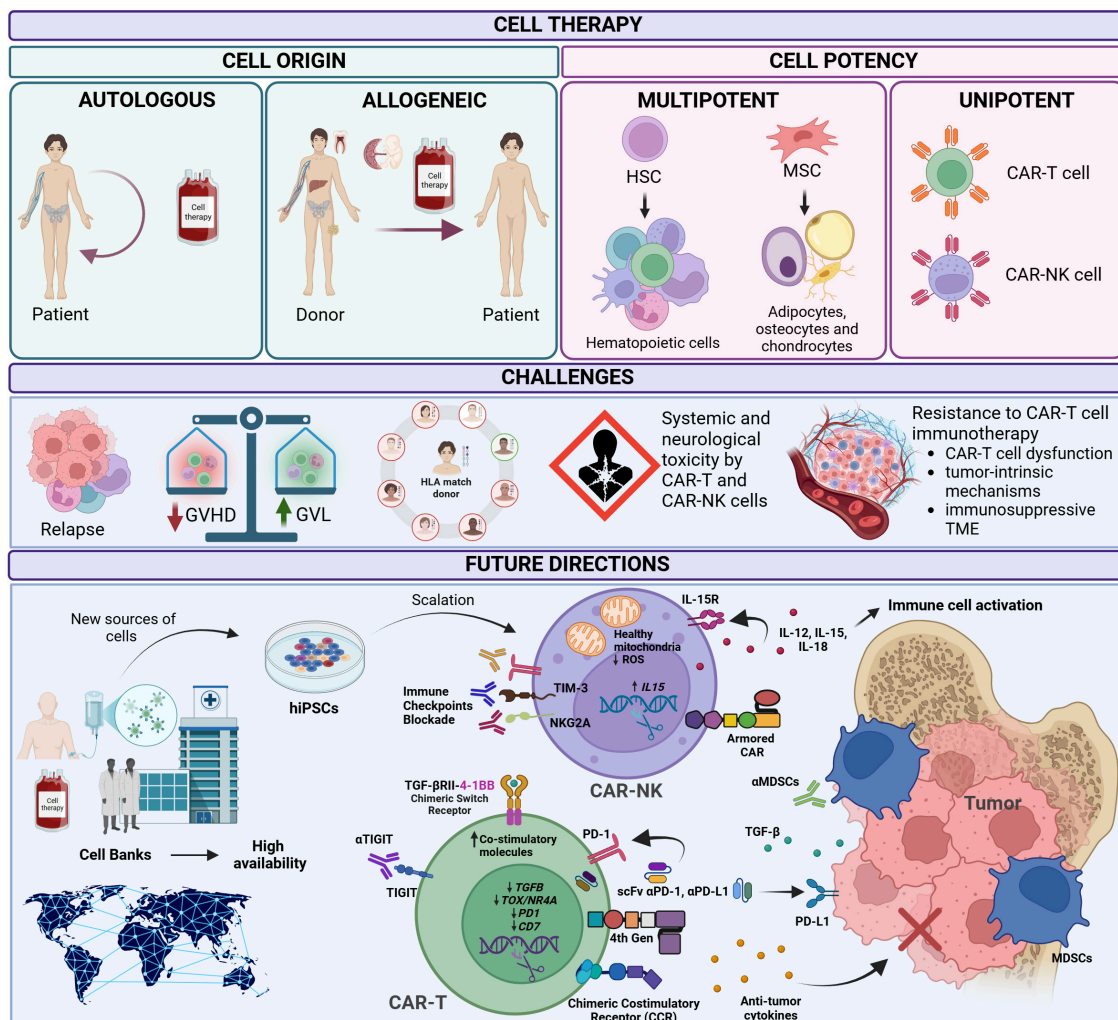 CELL THERAPY
CELL ORIGIN
CELL POTENCY
AUTOLOGOUS
ALLOGENEIC
MULTIPOTENT
UNIPOTENT
Cell
therapy
Patient
Cell
therapy
Donor
Patient
HSC
MSC
Hematopoietic cells
Adipocytes,
osteocytes and
chondrocytes
CAR-T cell
CAR-NK cell
CHALLENGES
Relapse
GVHD
GVL
HLA match
donor
Systemic and
neurological
toxicity by
CAR-T and
CAR-NK cells
Resistance to CAR-T cell
immunotherapy
• CAR-T cell dysfunction
• tumor-intrinsic
mechanisms
• immunosuppressive
TME
FUTURE DIRECTIONS
New sources of
cells
Scalation
hiPSCs
Cell
therapy
Cell Banks
High
availability
Healthy
mitochondria
↓ ROS
↑ IL15
IL-15R
IL-12, IL-15,
IL-18
Immune cell activation
Immune
Checkpoints
Blockade
TIM-3
NKG2A
Armored
CAR
CAR-NK
TGF-βRII-4-1BB
Chimeric Switch
Receptor
αTIGIT
TIGIT
↑ Co-stimulatory
molecules
PD-1
↓ TGFB
↓ TOX/NR4A
↓ PD1
↓ CD7
scFv αPD-1, αPD-L1
4th Gen
CAR-T
Chimeric Costimulatory
Receptor (CCR)
Anti-tumor
cytokines
αMDSCs
TGF-β
PD-L1
Tumor
MDSCs